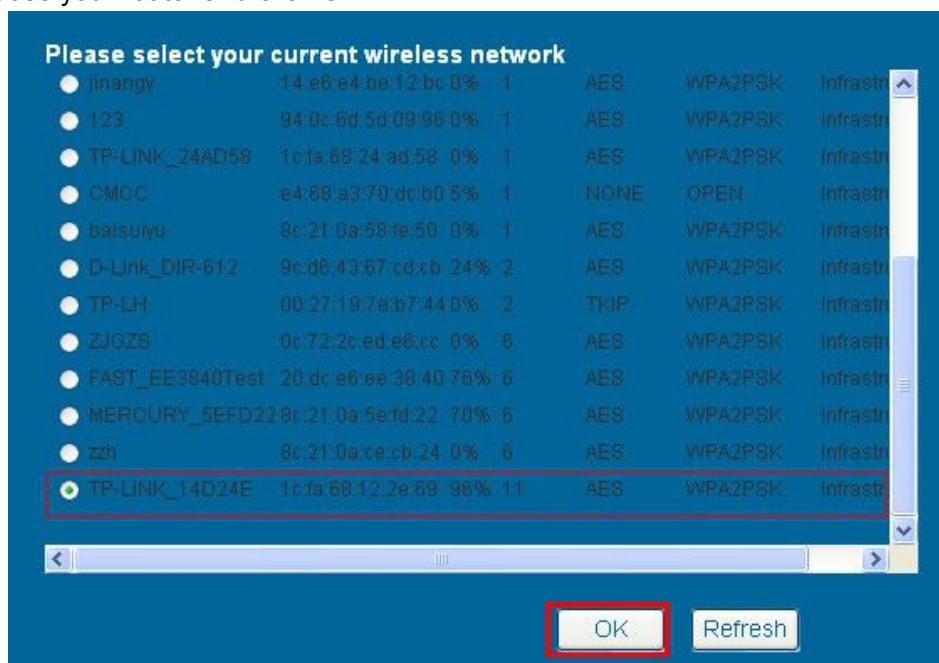 Please select your current wireless network
jinangy 14:e6:e4:be:12:bc 0% 1 AES WPA2PSK Infrastr
123 94:0c:6d:5d:09:96 0% 1 AES WPA2PSK Infrastr
TP-LINK_24AD58 1c:fa:68:24:ad:58 0% 1 AES WPA2PSK Infrastr
CMCC e4:68:a3:70:dc:b0 5% 1 NONE OPEN Infrastr
baisuiyu 8c:21:0a:58:fe:50 0% 1 AES WPA2PSK Infrastr
D-Link_DIR-612 9c:d6:43:67:cd:cb 24% 2 AES WPA2PSK Infrastr
TP-LH 00:27:19:7e:b7:44 0% 2 TKIP WPA2PSK Infrastr
ZJGZS 0c:72:2c:ed:e6:cc 0% 6 AES WPA2PSK Infrastr
FAST_EE3840Test 20:dc:e6:ee:38:40 76% 6 AES WPA2PSK Infrastr
MERCURY_5EFD22 8c:21:0a:5e:fd:22 70% 6 AES WPA2PSK Infrastr
zzh 8c:21:0a:ce:cb:24 0% 6 AES WPA2PSK Infrastr
TP-LINK_14D24E 1c:fa:68:12:2e:69 96% 11 AES WPA2PSK Infrastr
OK Refresh